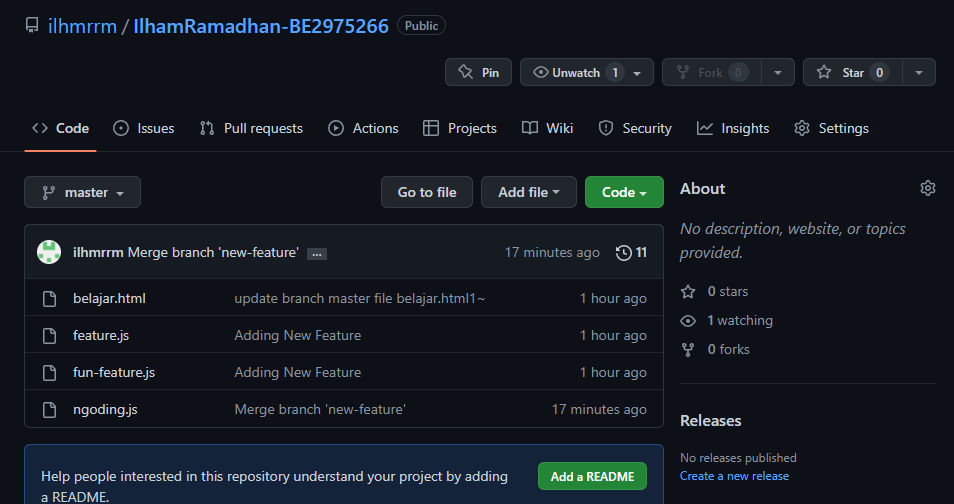 ilhmrrm / IlhamRamadhan-BE2975266 Public
Pin Unwatch 1 Fork 0 Star 0
Code Issues Pull requests Actions Projects Wiki Security Insights Settings
master Go to file Add file Code
ilhmrrm Merge branch 'new-feature' ... 17 minutes ago 11
belajar.html update branch master file belajar.html1~ 1 hour ago
feature.js Adding New Feature 1 hour ago
fun-feature.js Adding New Feature 1 hour ago
ngoding.js Merge branch 'new-feature' 17 minutes ago
Help people interested in this repository understand your project by adding
a README.
Add a README
About
No description, website, or topics
provided.
0 stars
1 watching
0 forks
Releases
No releases published
Create a new release